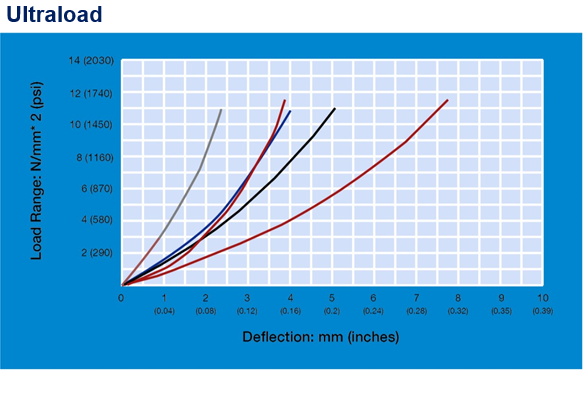 Ultraload
14 (2030)
12 (1740)
10 (1450)
8 (1160)
6 (870)
4 (580)
2 (290)
Load Range: N/mm* 2 (psi)
0 1 2 3 4 5 6 7 8 9 10
(0.04) (0.08) (0.12) (0.16) (0.2) (0.24) (0.28) (0.32) (0.35) (0.39)
Deflection: mm (inches)